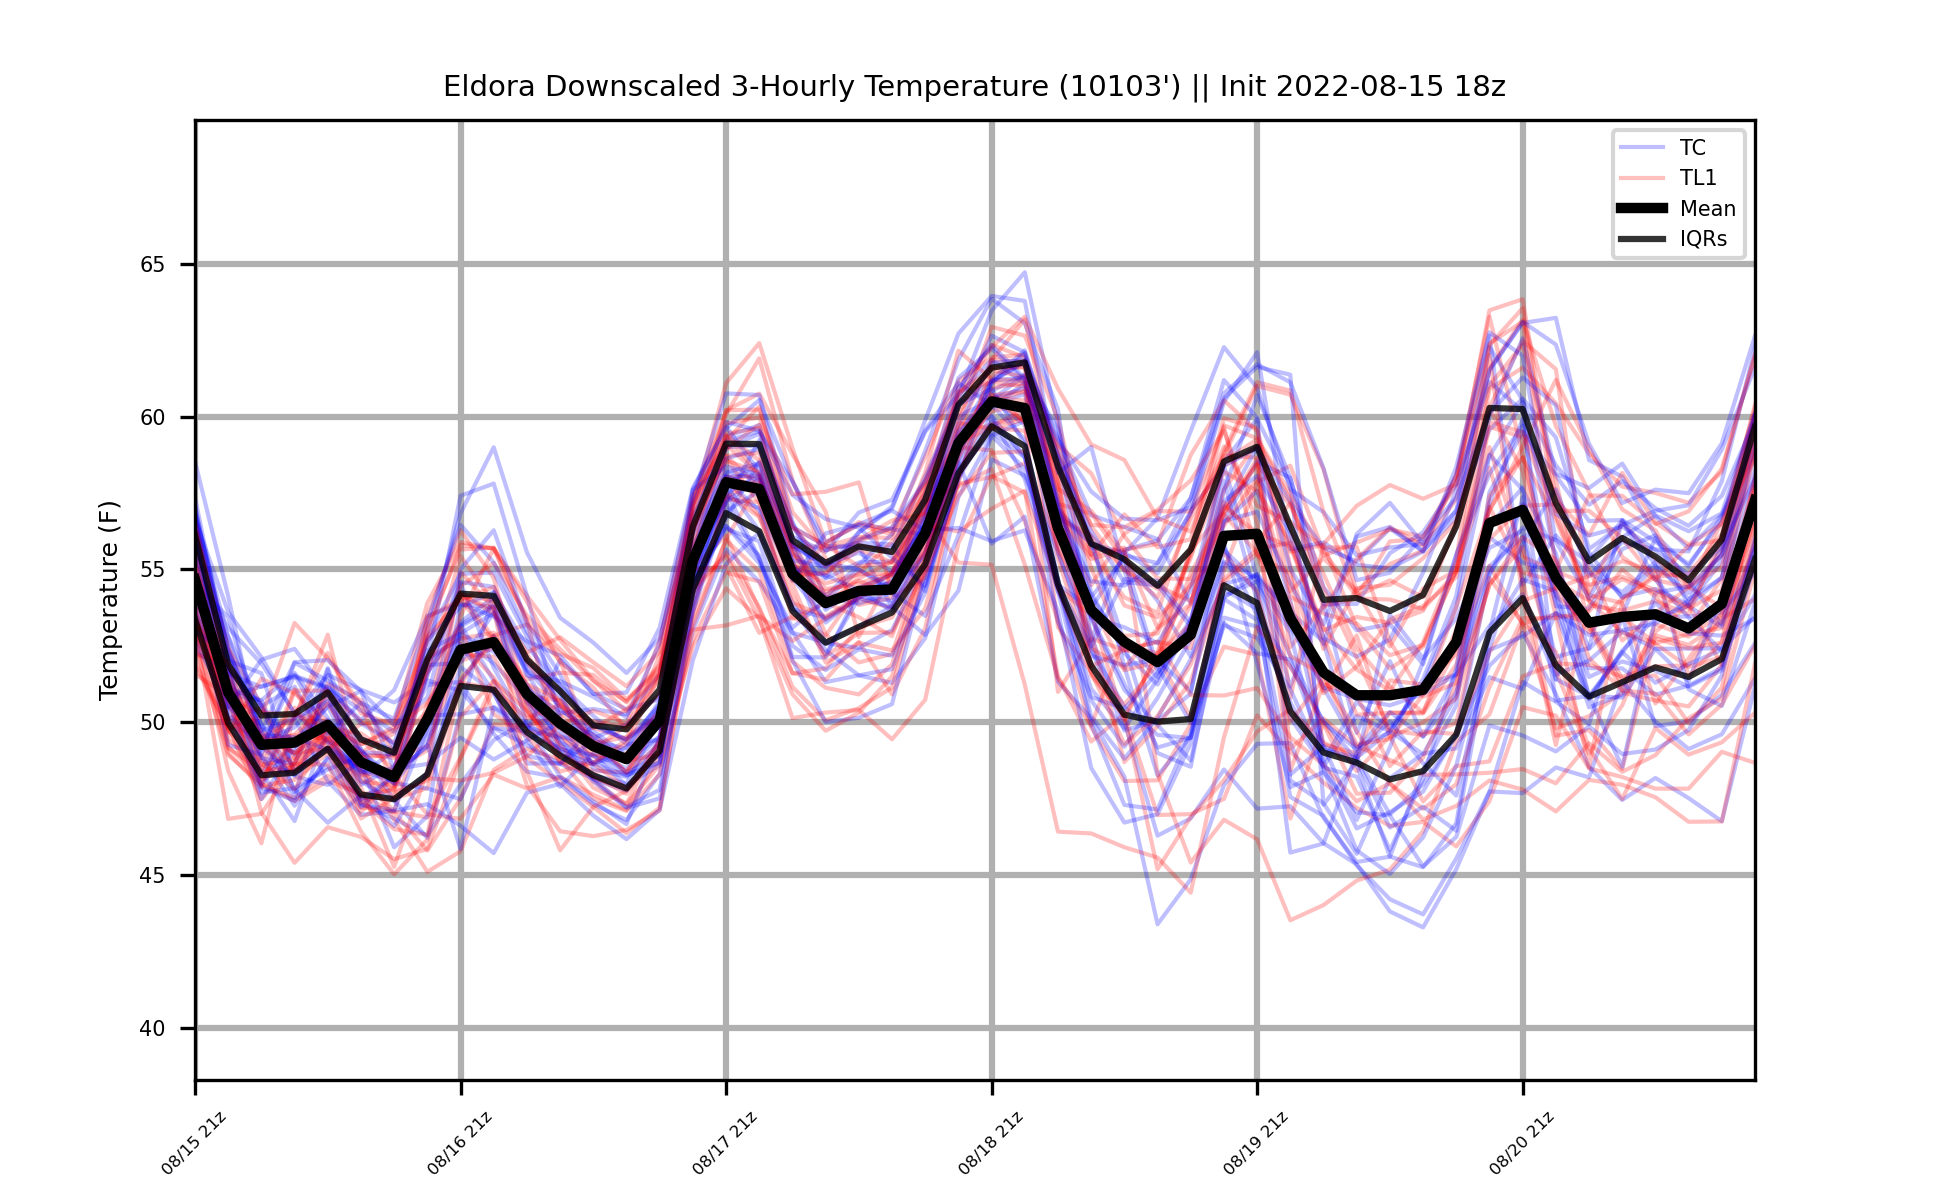 Eldora Downscaled 3-Hourly Temperature (10103') || Init 2022-08-15 18z
TC
TL1
Mean
IQRs
Temperature (F)
65
60
55
50
45
40
08/15 21z
08/16 21z
08/17 21z
08/18 21z
08/19 21z
08/20 21z